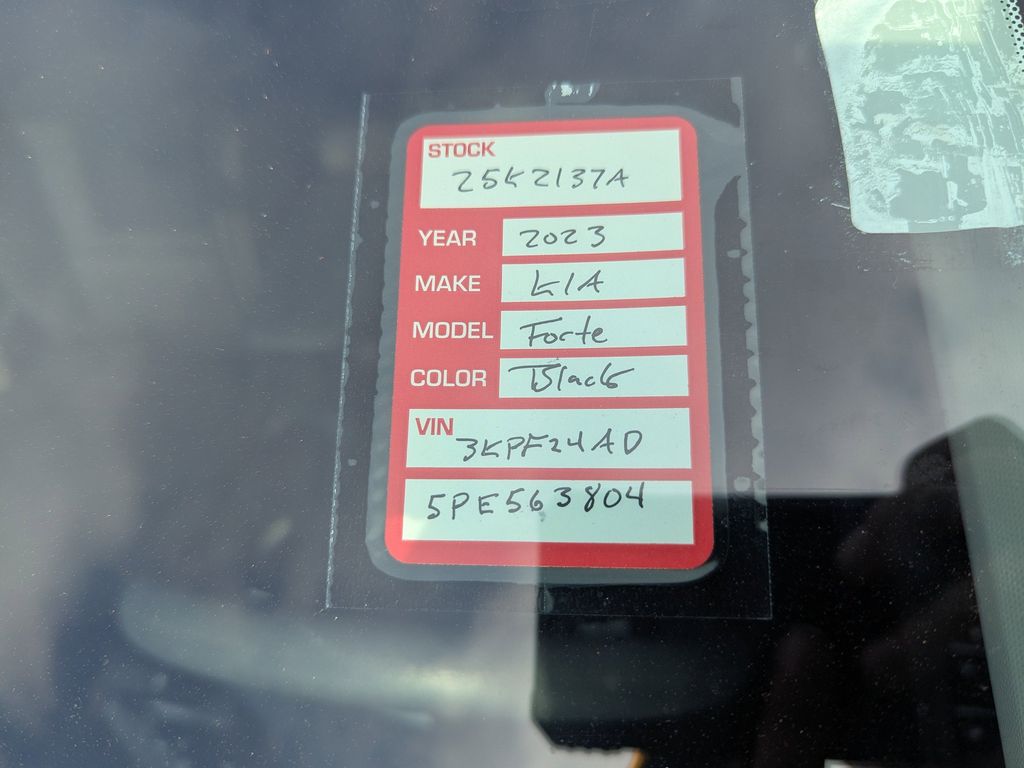 STOCK
25K2137A
YEAR 2023
MAKE KIA
MODEL Forte
COLOR Black
VIN
3KPF24AD
5PE563804